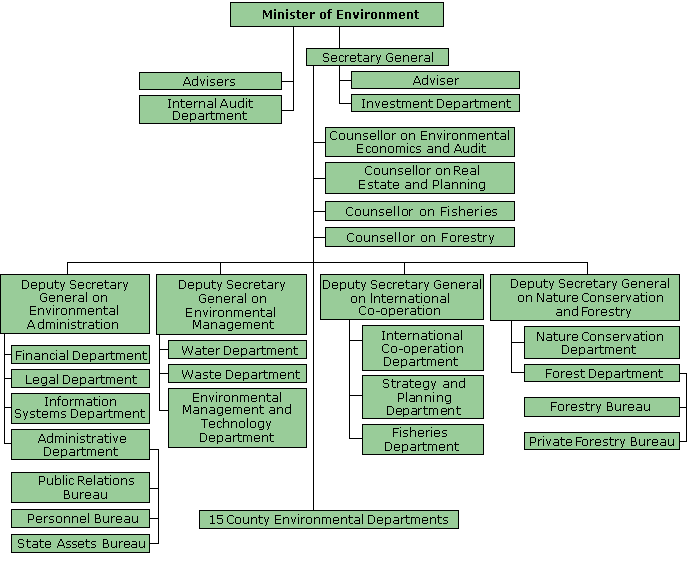 Minister of Environment
Secretary General
Advisers
Adviser
Internal Audit
Department
Investment Department
Counsellor on Environmental
Economics and Audit
Counsellor on Real
Estate and Planning
Counsellor on Fisheries
Counsellor on Forestry
Deputy Secretary
General on
Environmental
Administration
Financial Department
Legal Department
Information
Systems Department
Administrative
Department
Public Relations
Bureau
Personnel Bureau
State Assets Bureau
Deputy Secretary
General on
Environmental
Management
Water Department
Waste Department
Environmental
Management and
Technology
Department
Deputy Secretary General
on International
Co-operation
International
Co-operation
Department
Strategy and
Planning
Department
Fisheries
Department
Deputy Secretary General
on Nature Conservation
and Forestry
Nature Conservation
Department
Forest Department
Forestry Bureau
Private Forestry Bureau
15 County Environmental Departments